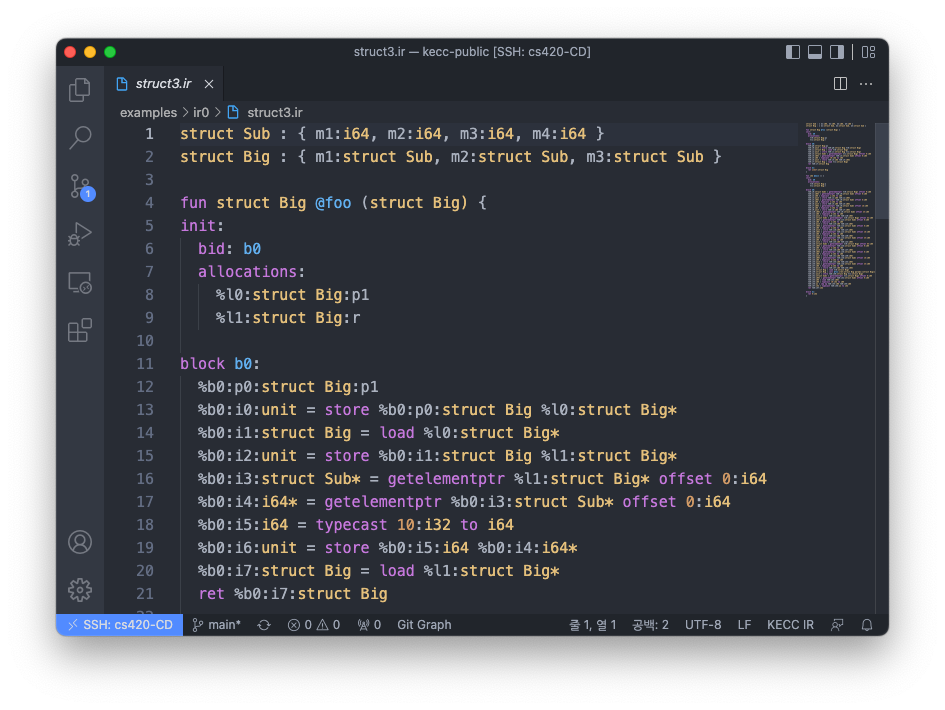 struct3.ir — kecc-public [SSH: cs420-CD]
struct3.ir
examples > ir0 > struct3.ir
1 struct Sub : { m1:i64, m2:i64, m3:i64, m4:i64 }
2 struct Big : { m1:struct Sub, m2:struct Sub, m3:struct Sub }
3
4 fun struct Big @foo (struct Big) {
5 init:
6   bid: b0
7   allocations:
8     %l0:struct Big:p1
9     %l1:struct Big:r
10
11 block b0:
12   %b0:p0:struct Big:p1
13   %b0:i0:unit = store %b0:p0:struct Big %l0:struct Big*
14   %b0:i1:struct Big = load %l0:struct Big*
15   %b0:i2:unit = store %b0:i1:struct Big %l1:struct Big*
16   %b0:i3:struct Sub* = getelementptr %l1:struct Big* offset 0:i64
17   %b0:i4:i64* = getelementptr %b0:i3:struct Sub* offset 0:i64
18   %b0:i5:i64 = typecast 10:i32 to i64
19   %b0:i6:unit = store %b0:i5:i64 %b0:i4:i64*
20   %b0:i7:struct Big = load %l1:struct Big*
21   ret %b0:i7:struct Big
1
SSH: cs420-CD main* 0 0 0 Git Graph 줄 1, 열 1 공백: 2 UTF-8 LF KECC IR